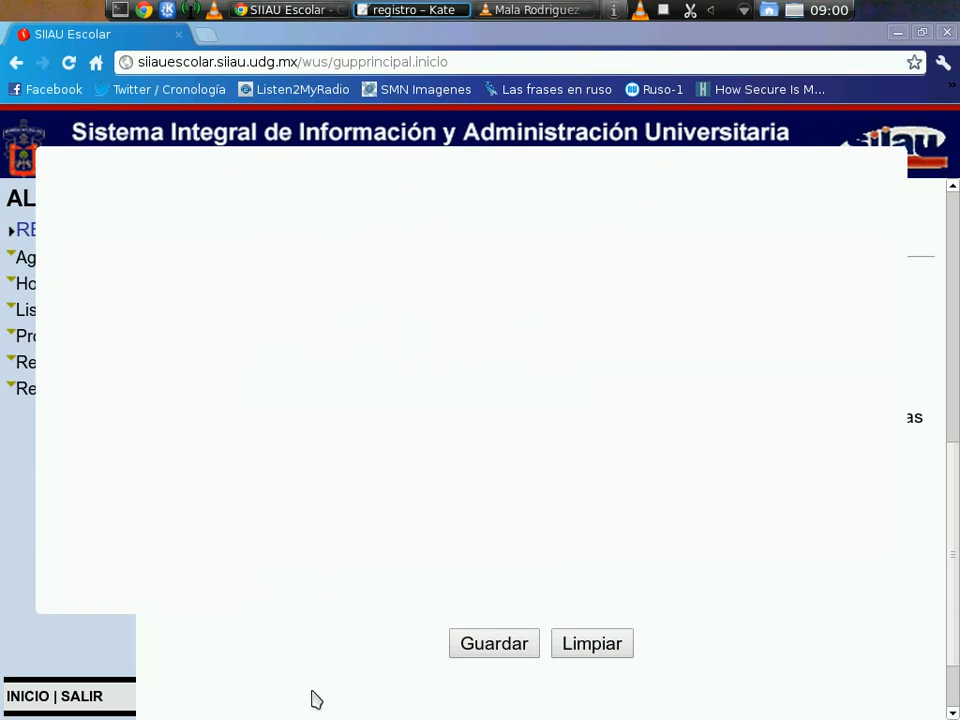 SIIAU Escolar - C
registro – Kate
Mala Rodriguez
09:00
SIIAU Escolar
siiauescolar.siiau.udg.mx/wus/gupprincipal.inicio
Facebook Twitter / Cronología Listen2MyRadio SMN Imagenes Las frases en ruso Ruso-1 How Secure Is M...
Sistema Integral de Información y Administración Universitaria
siiau
AL
RE
Ag
Ho
Lis
Pro
Re
Re
as
Guardar Limpiar
INICIO | SALIR